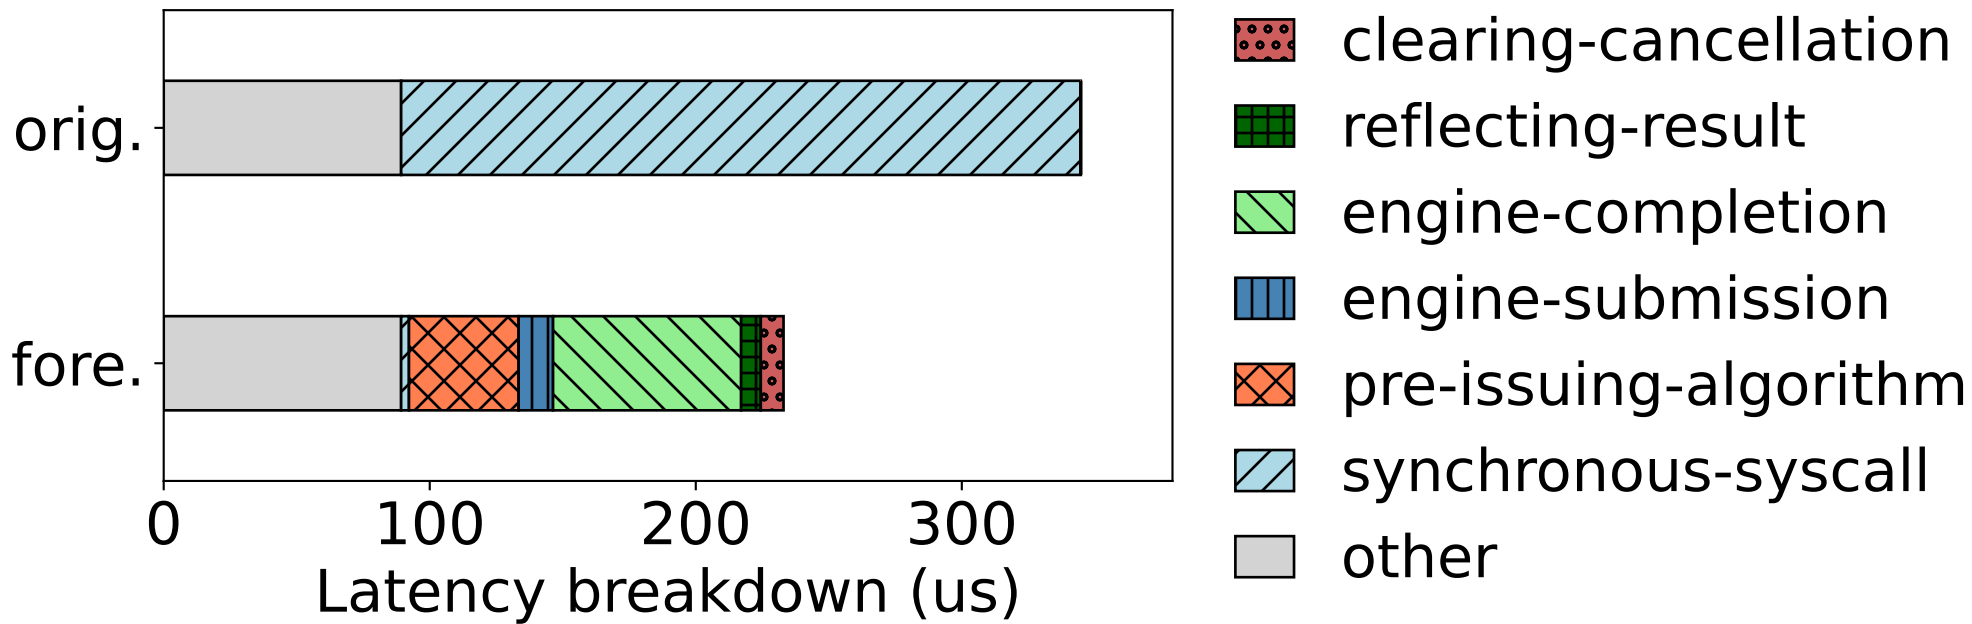 orig.
fore.
0 100 200 300
Latency breakdown (us)
clearing-cancellation
reflecting-result
engine-completion
engine-submission
pre-issuing-algorithm
synchronous-syscall
other